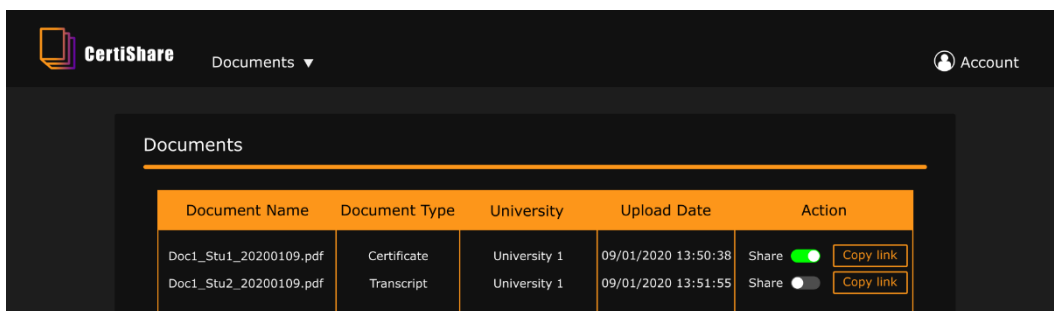 CertiShare
Documents ▼
Account
Documents
Document Name Document Type University Upload Date Action
Doc1_Stu1_20200109.pdf Certificate University 1 09/01/2020 13:50:38 Share Copy link
Doc1_Stu2_20200109.pdf Transcript University 1 09/01/2020 13:51:55 Share Copy link